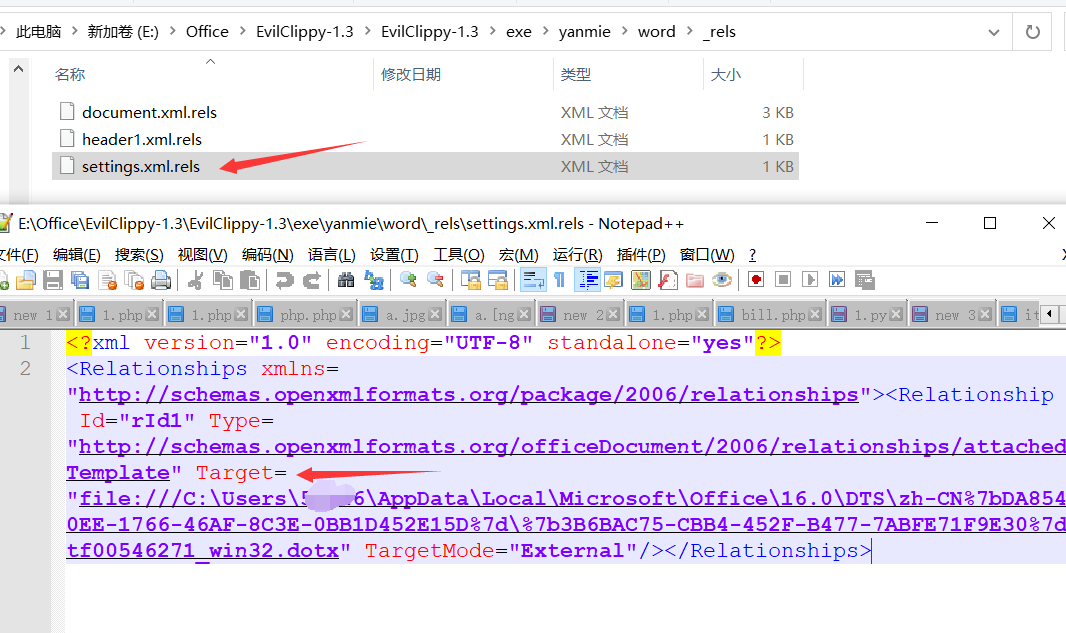 此电脑 > 新加卷 (E:) > Office > EvilClippy-1.3 > EvilClippy-1.3 > exe > yanmie > word > _rels
名称 修改日期 类型 大小
document.xml.rels XML 文档 3 KB
header1.xml.rels XML 文档 1 KB
settings.xml.rels XML 文档 1 KB
E:\Office\EvilClippy-1.3\EvilClippy-1.3\exe\yanmie\word\_rels\settings.xml.rels - Notepad++
文件(F) 编辑(E) 搜索(S) 视图(V) 编码(N) 语言(L) 设置(T) 工具(O) 宏(M) 运行(R) 插件(P) 窗口(W) ?
new 1 1.php 1.php php.php a.jpg a.[ng new 2 1.php bill.php 1.py new 3 it
1 <?xml version="1.0" encoding="UTF-8" standalone="yes"?>
2 <Relationships xmlns=
"http://schemas.openxmlformats.org/package/2006/relationships"><Relationship
Id="rId1" Type=
"http://schemas.openxmlformats.org/officeDocument/2006/relationships/attached
Template" Target=
"file:///C:\Users\5 6\AppData\Local\Microsoft\Office\16.0\DTS\zh-CN%7bDA854
0EE-1766-46AF-8C3E-0BB1D452E15D%7d\%7b3B6BAC75-CBB4-452F-B477-7ABFE71F9E30%7d
tf00546271_win32.dotx" TargetMode="External"/></Relationships>